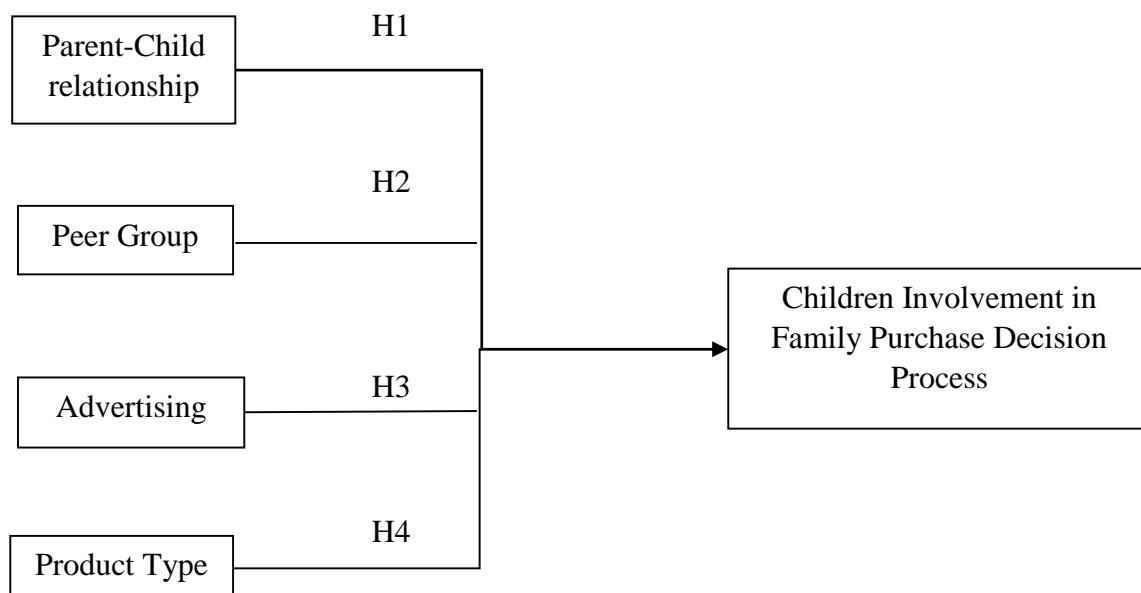 H1
Parent-Child
relationship
H2
Peer Group
H3
Advertising
H4
Product Type
Children Involvement in
Family Purchase Decision
Process